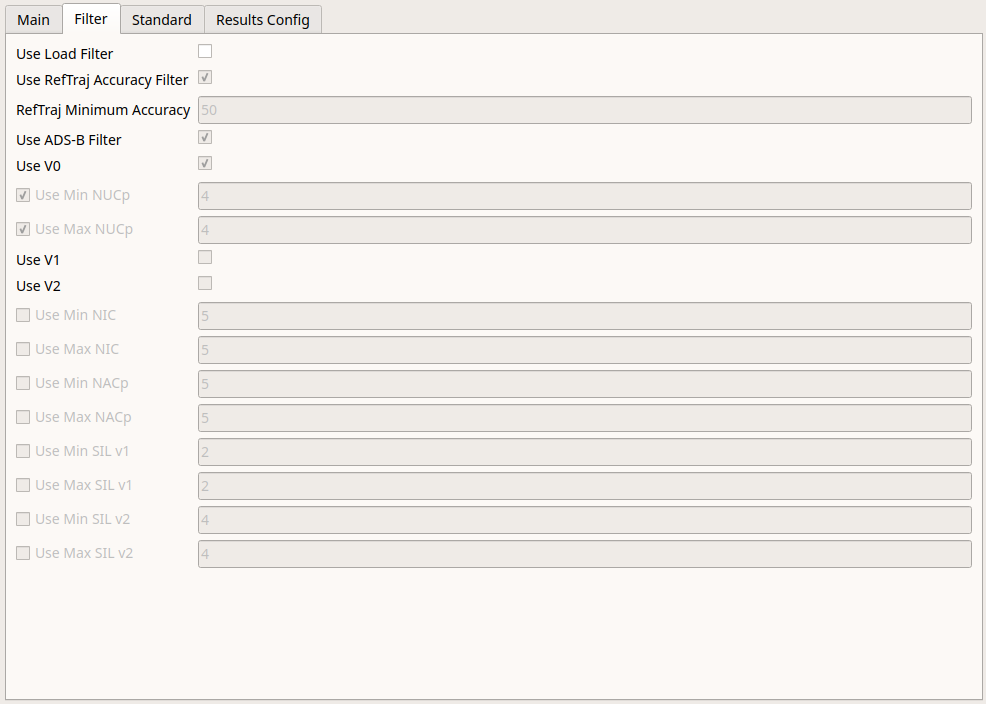 Main Filter Standard Results Config
Use Load Filter
Use RefTraj Accuracy Filter
RefTraj Minimum Accuracy 50
Use ADS-B Filter
Use V0
Use Min NUCp 4
Use Max NUCp 4
Use V1
Use V2
Use Min NIC 5
Use Max NIC 5
Use Min NACp 5
Use Max NACp 5
Use Min SIL v1 2
Use Max SIL v1 2
Use Min SIL v2 4
Use Max SIL v2 4